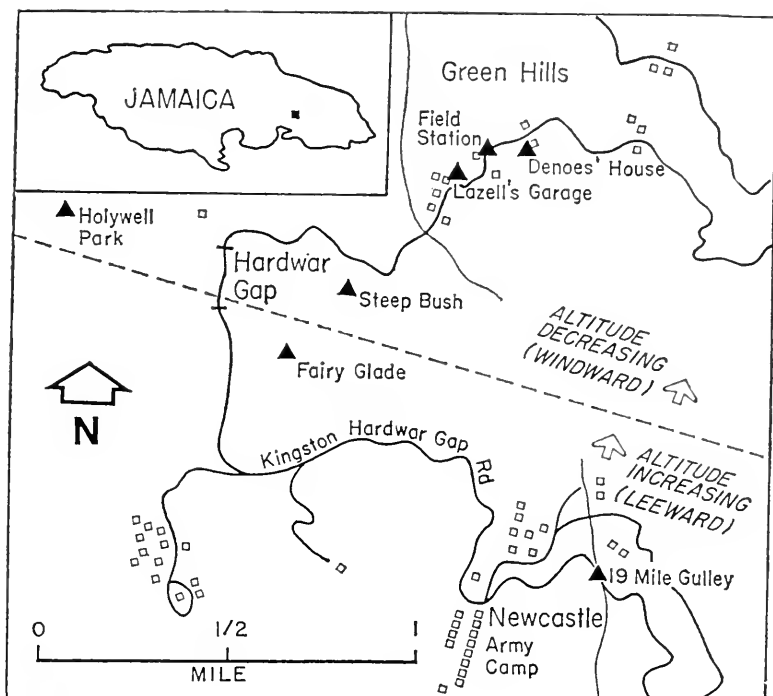 JAMAICA
Green Hills
Field
Station
Denoes' House
Lazell's Garage
Holywell
Park
Hardwar
Gap
Steep Bush
ALTITUDE
DECREASING
(WINDWARD)
Fairy Glade
N
Kingston Hardwar Gap Rd
ALTITUDE
INCREASING
(LEEWARD)
19 Mile Gulley
Newcastle
Army
Camp
0 1/2 1
MILE